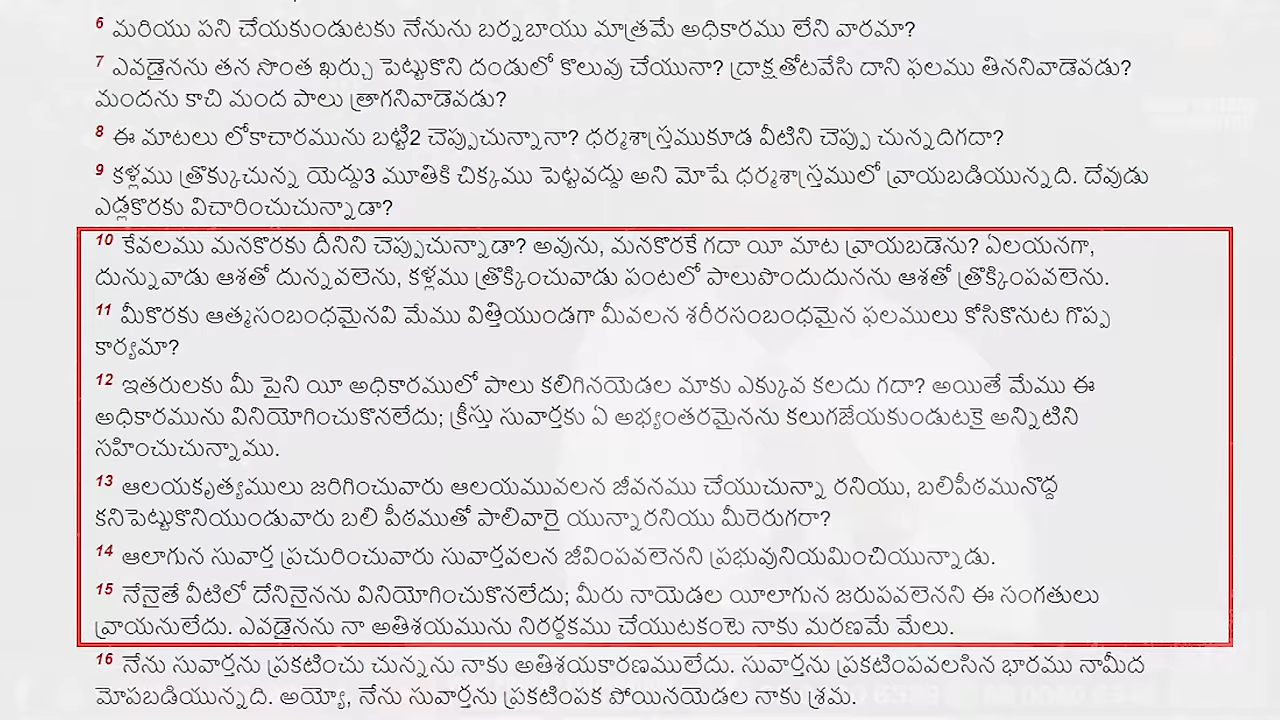 6 మరియు పని చేయకుండుటకు నేనును బర్నబాయు మాత్రమే అధికారము లేని వారమా?
7 ఎవడైనను తన సొంత ఖర్చు పెట్టుకొని దండులో కొలువు చేయునా? ద్రాక్షతోటవేసి దాని ఫలము తిననివాడెవడు?
మందను కాచి మంద పాలు త్రాగనివాడెవడు?
8 ఈ మాటలు లోకాచారమును బట్టి2 చెప్పుచున్నానా? ధర్మశాస్త్రముకూడ వీటిని చెప్పు చున్నదిగదా?
9 కళ్లము త్రొక్కుచున్న యెద్దు3 మూతికి చిక్కము పెట్టవద్దు అని మోషే ధర్మశాస్త్రములో వ్రాయబడియున్నది. దేవుడు
ఎడ్లకొరకు విచారించుచున్నాడా?
10 కేవలము మనకొరకు దీనిని చెప్పుచున్నాడా? అవును, మనకొరకే గదా యీ మాట వ్రాయబడెను? ఏలయనగా,
దున్నువాడు ఆశతో దున్నవలెను, కళ్లము త్రొక్కించువాడు పంటలో పాలుపొందుదునను ఆశతో త్రొక్కింపవలెను.
11 మీకొరకు ఆత్మసంబంధమైనవి మేము విత్తియుండగా మీవలన శరీరసంబంధమైన ఫలములు కోసికొనుట గొప్ప
కార్యమా?
12 ఇతరులకు మీ పైని యీ అధికారములో పాలు కలిగినయెడల మాకు ఎక్కువ కలదు గదా? అయితే మేము ఈ
అధికారమును వినియోగించుకొనలేదు; క్రీస్తు సువార్తకు ఏ అభ్యంతరమైనను కలుగజేయకుండుటకై అన్నిటిని
సహించుచున్నాము.
13 ఆలయకృత్యములు జరిగించువారు ఆలయమువలన జీవనము చేయుచున్నా రనియు, బలిపీఠమునొద్ద
కనిపెట్టుకొనియుండువారు బలి పీఠముతో పాలివారై యున్నారనియు మీరెరుగరా?
14 ఆలాగున సువార్త ప్రచురించువారు సువార్తవలన జీవింపవలెనని ప్రభువునియమించియున్నాడు.
15 నేనైతే వీటిలో దేనినైనను వినియోగించుకొనలేదు; మీరు నాయెడల యీలాగున జరుపవలెనని ఈ సంగతులు
వ్రాయనులేదు. ఎవడైనను నా అతిశయమును నిరర్థకము చేయుటకంటె నాకు మరణమే మేలు.
16 నేను సువార్తను ప్రకటించు చున్నను నాకు అతిశయకారణములేదు. సువార్తను ప్రకటింపవలసిన భారము నామీద
మోపబడియున్నది. అయ్యో, నేను సువార్తను ప్రకటింపక పోయినయెడల నాకు శ్రమ.